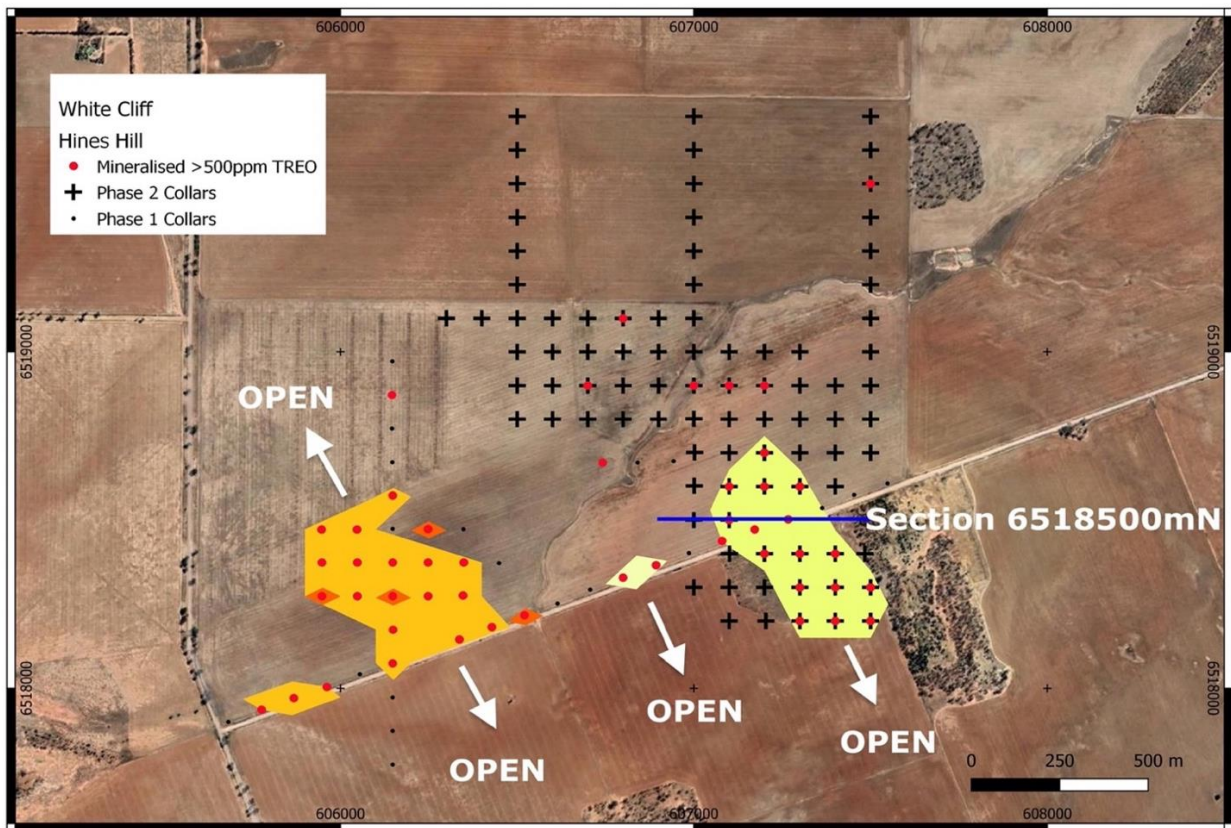 606000
607000
608000
White Cliff
Hines Hill
Mineralised >500ppm TREO
Phase 2 Collars
Phase 1 Collars
6519000
6519000
OPEN
Section 6518500mN
6518000
6518000
OPEN
OPEN
OPEN
0 250 500 m
606000
607000
608000